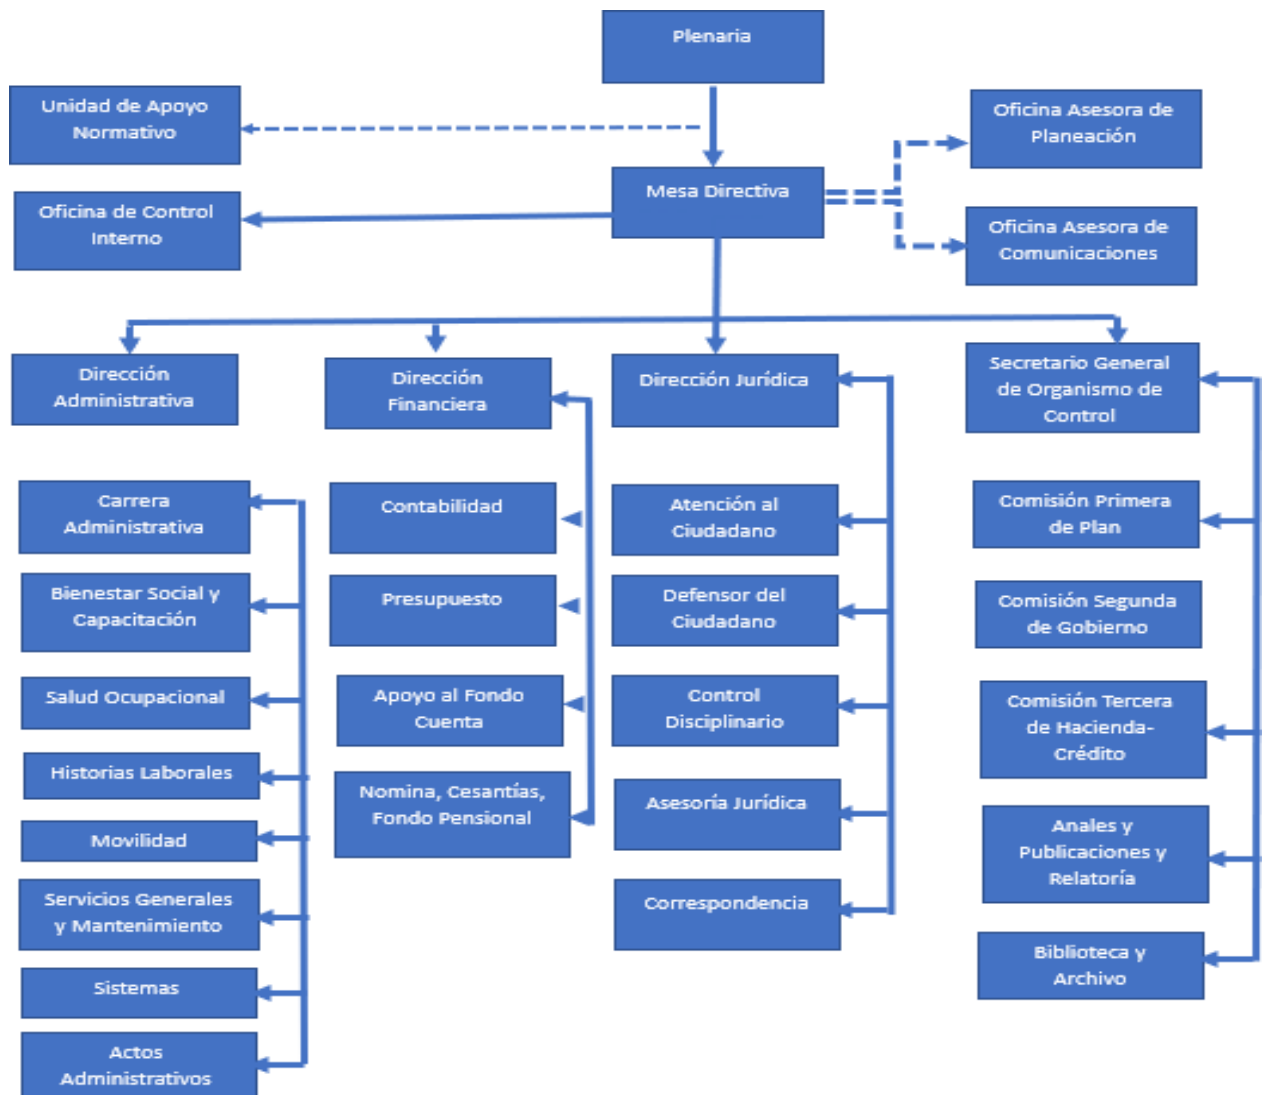 Plenaria
Unidad de Apoyo
Normativo
Oficina Asesora de
Planeación
Mesa Directiva
Oficina de Control
Interno
Oficina Asesora de
Comunicaciones
Dirección
Administrativa
Dirección
Financiera
Dirección Jurídica
Secretario General
de Organismo de
Control
Carrera
Administrativa
Bienestar Social y
Capacitación
Salud Ocupacional
Historias Laborales
Movilidad
Servicios Generales
y Mantenimiento
Sistemas
Actos
Administrativos
Contabilidad
Presupuesto
Apoyo al Fondo
Cuenta
Nomina, Cesantías,
Fondo Pensional
Atención al
Ciudadano
Defensor del
Ciudadano
Control
Disciplinario
Asesoría Jurídica
Correspondencia
Comisión Primera
de Plan
Comisión Segunda
de Gobierno
Comisión Tercera
de Hacienda-
Crédito
Anales y
Publicaciones y
Relatoría
Biblioteca y
Archivo